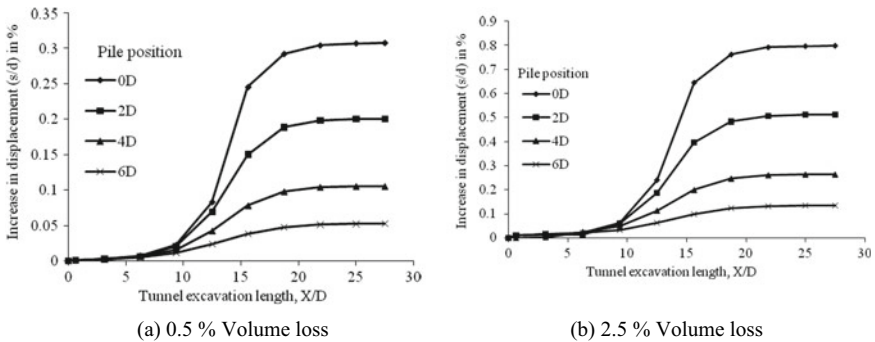 0.35
0.3
0.25
0.2
0.15
0.1
0.05
0
0 5 10 15 20 25 30
Increase in displacement (s/d) in %
Pile position
0D
2D
4D
6D
Tunnel excavation length, X/D
(a) 0.5 % Volume loss
0.9
0.8
0.7
0.6
0.5
0.4
0.3
0.2
0.1
0
0 5 10 15 20 25 30
Increase in displacement (s/d) in %
Pile position
0D
2D
4D
6D
Tunnel excavation length, X/D
(b) 2.5 % Volume loss